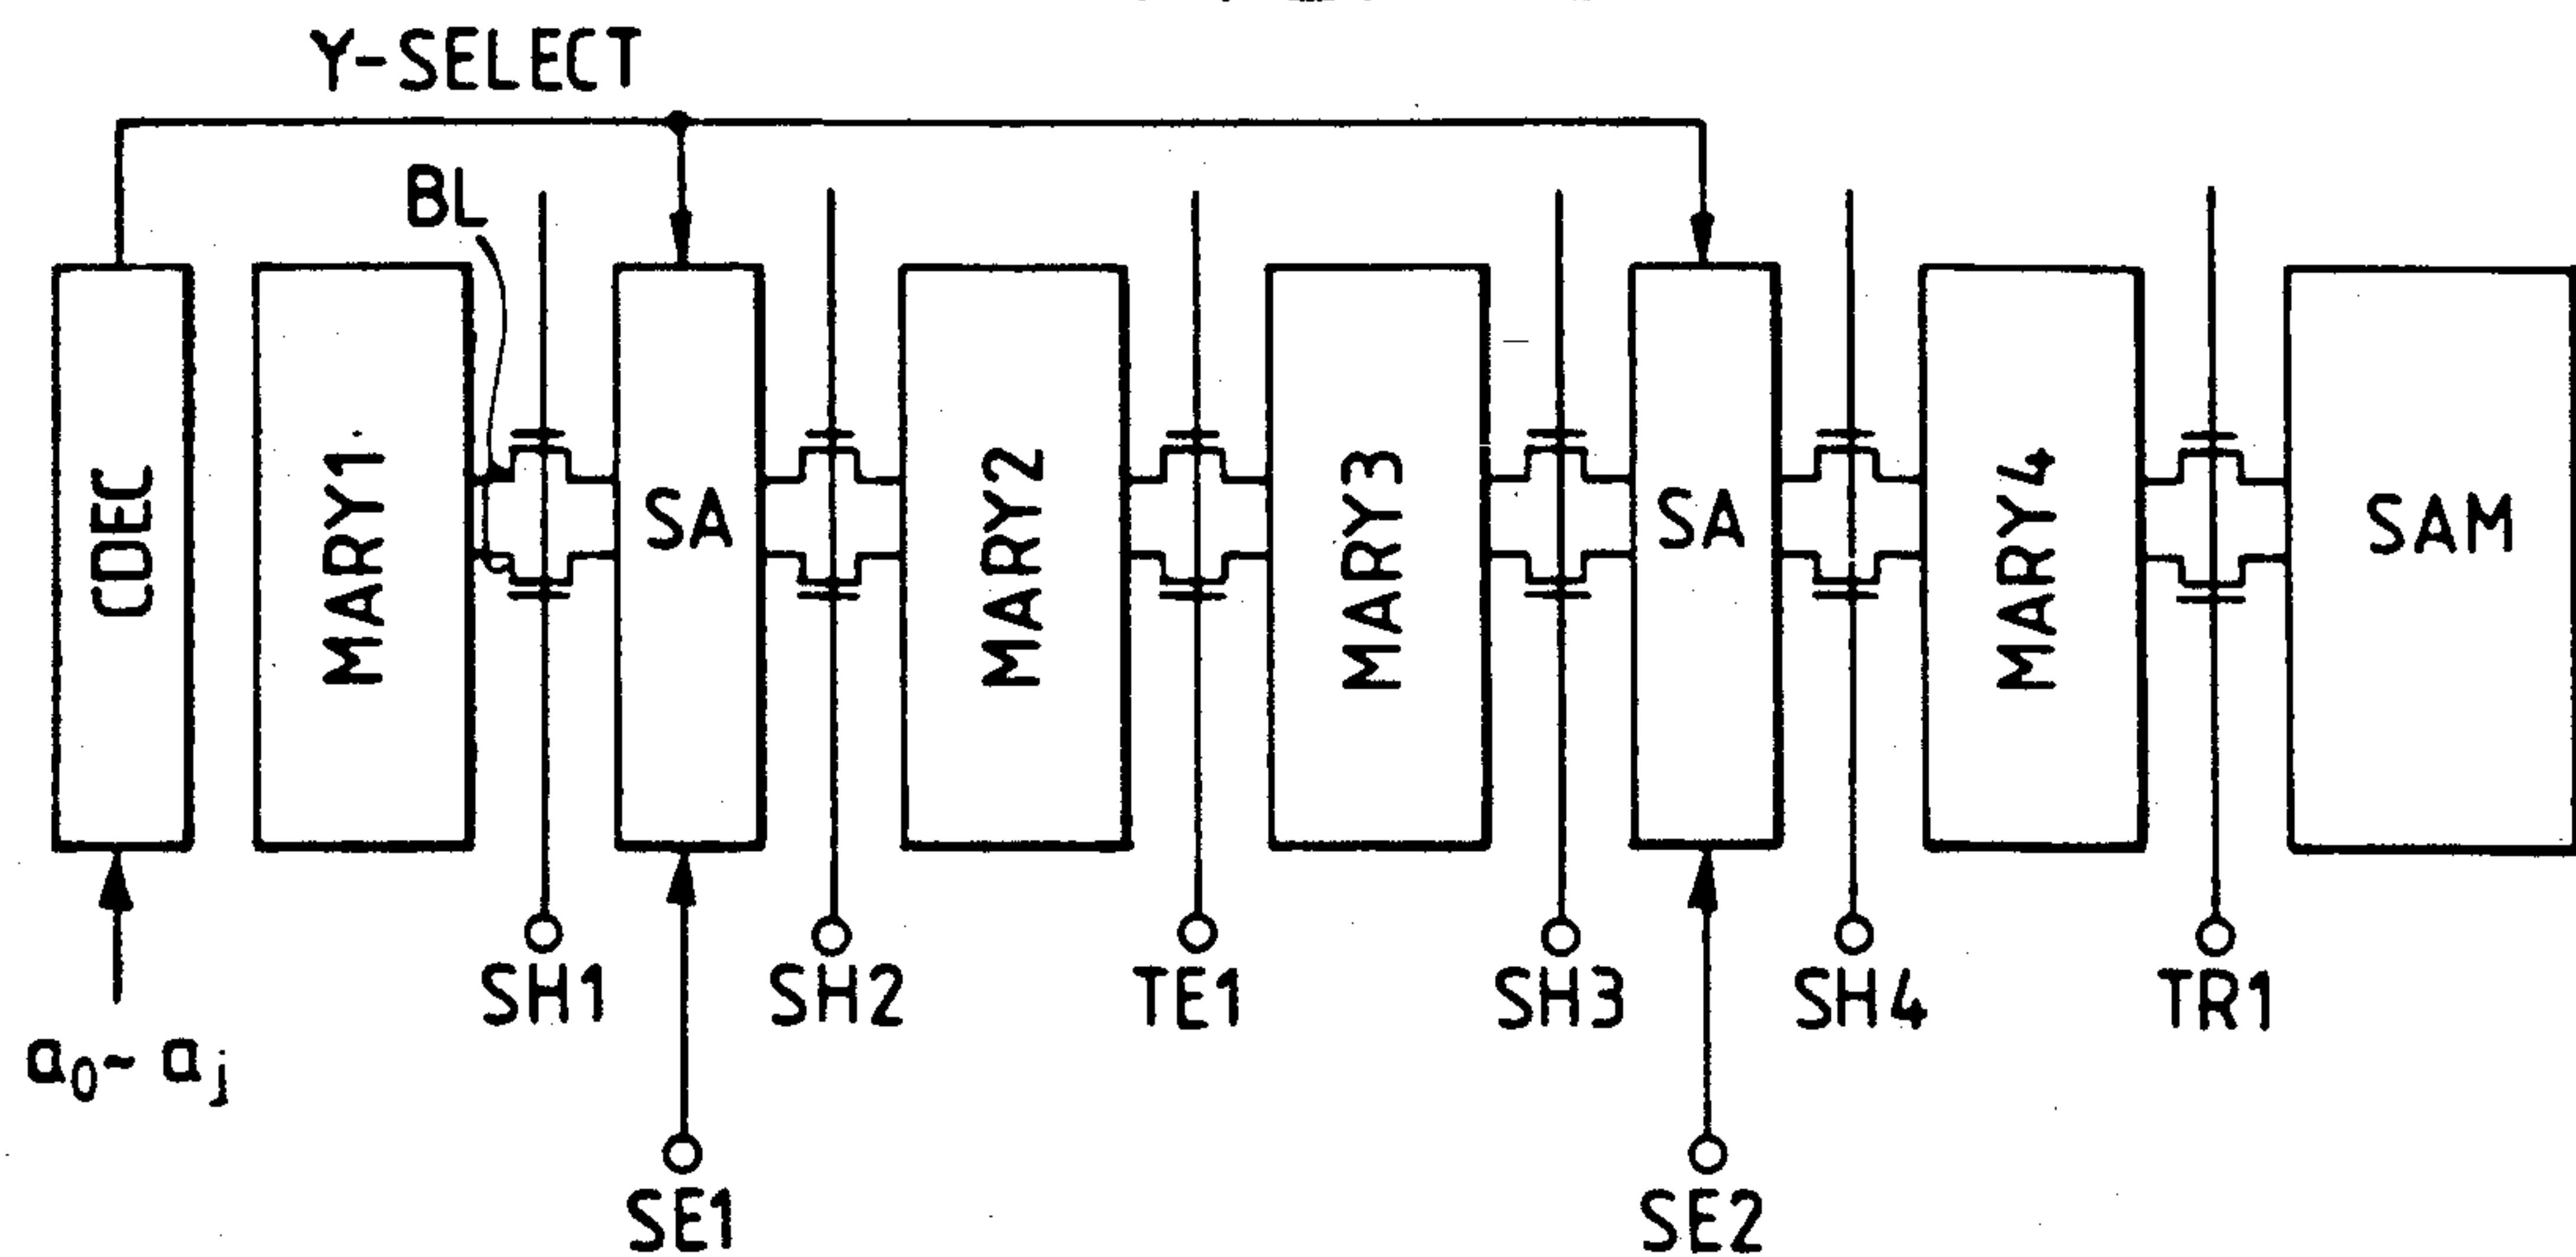 Y-SELECT
BL
CDEC
MARY1
SA
MARY2
MARY3
SA
MARY4
SAM
SH1
SH2
TE1
SH3
SH4
TR1
a₀~ aⱼ
SE1
SE2